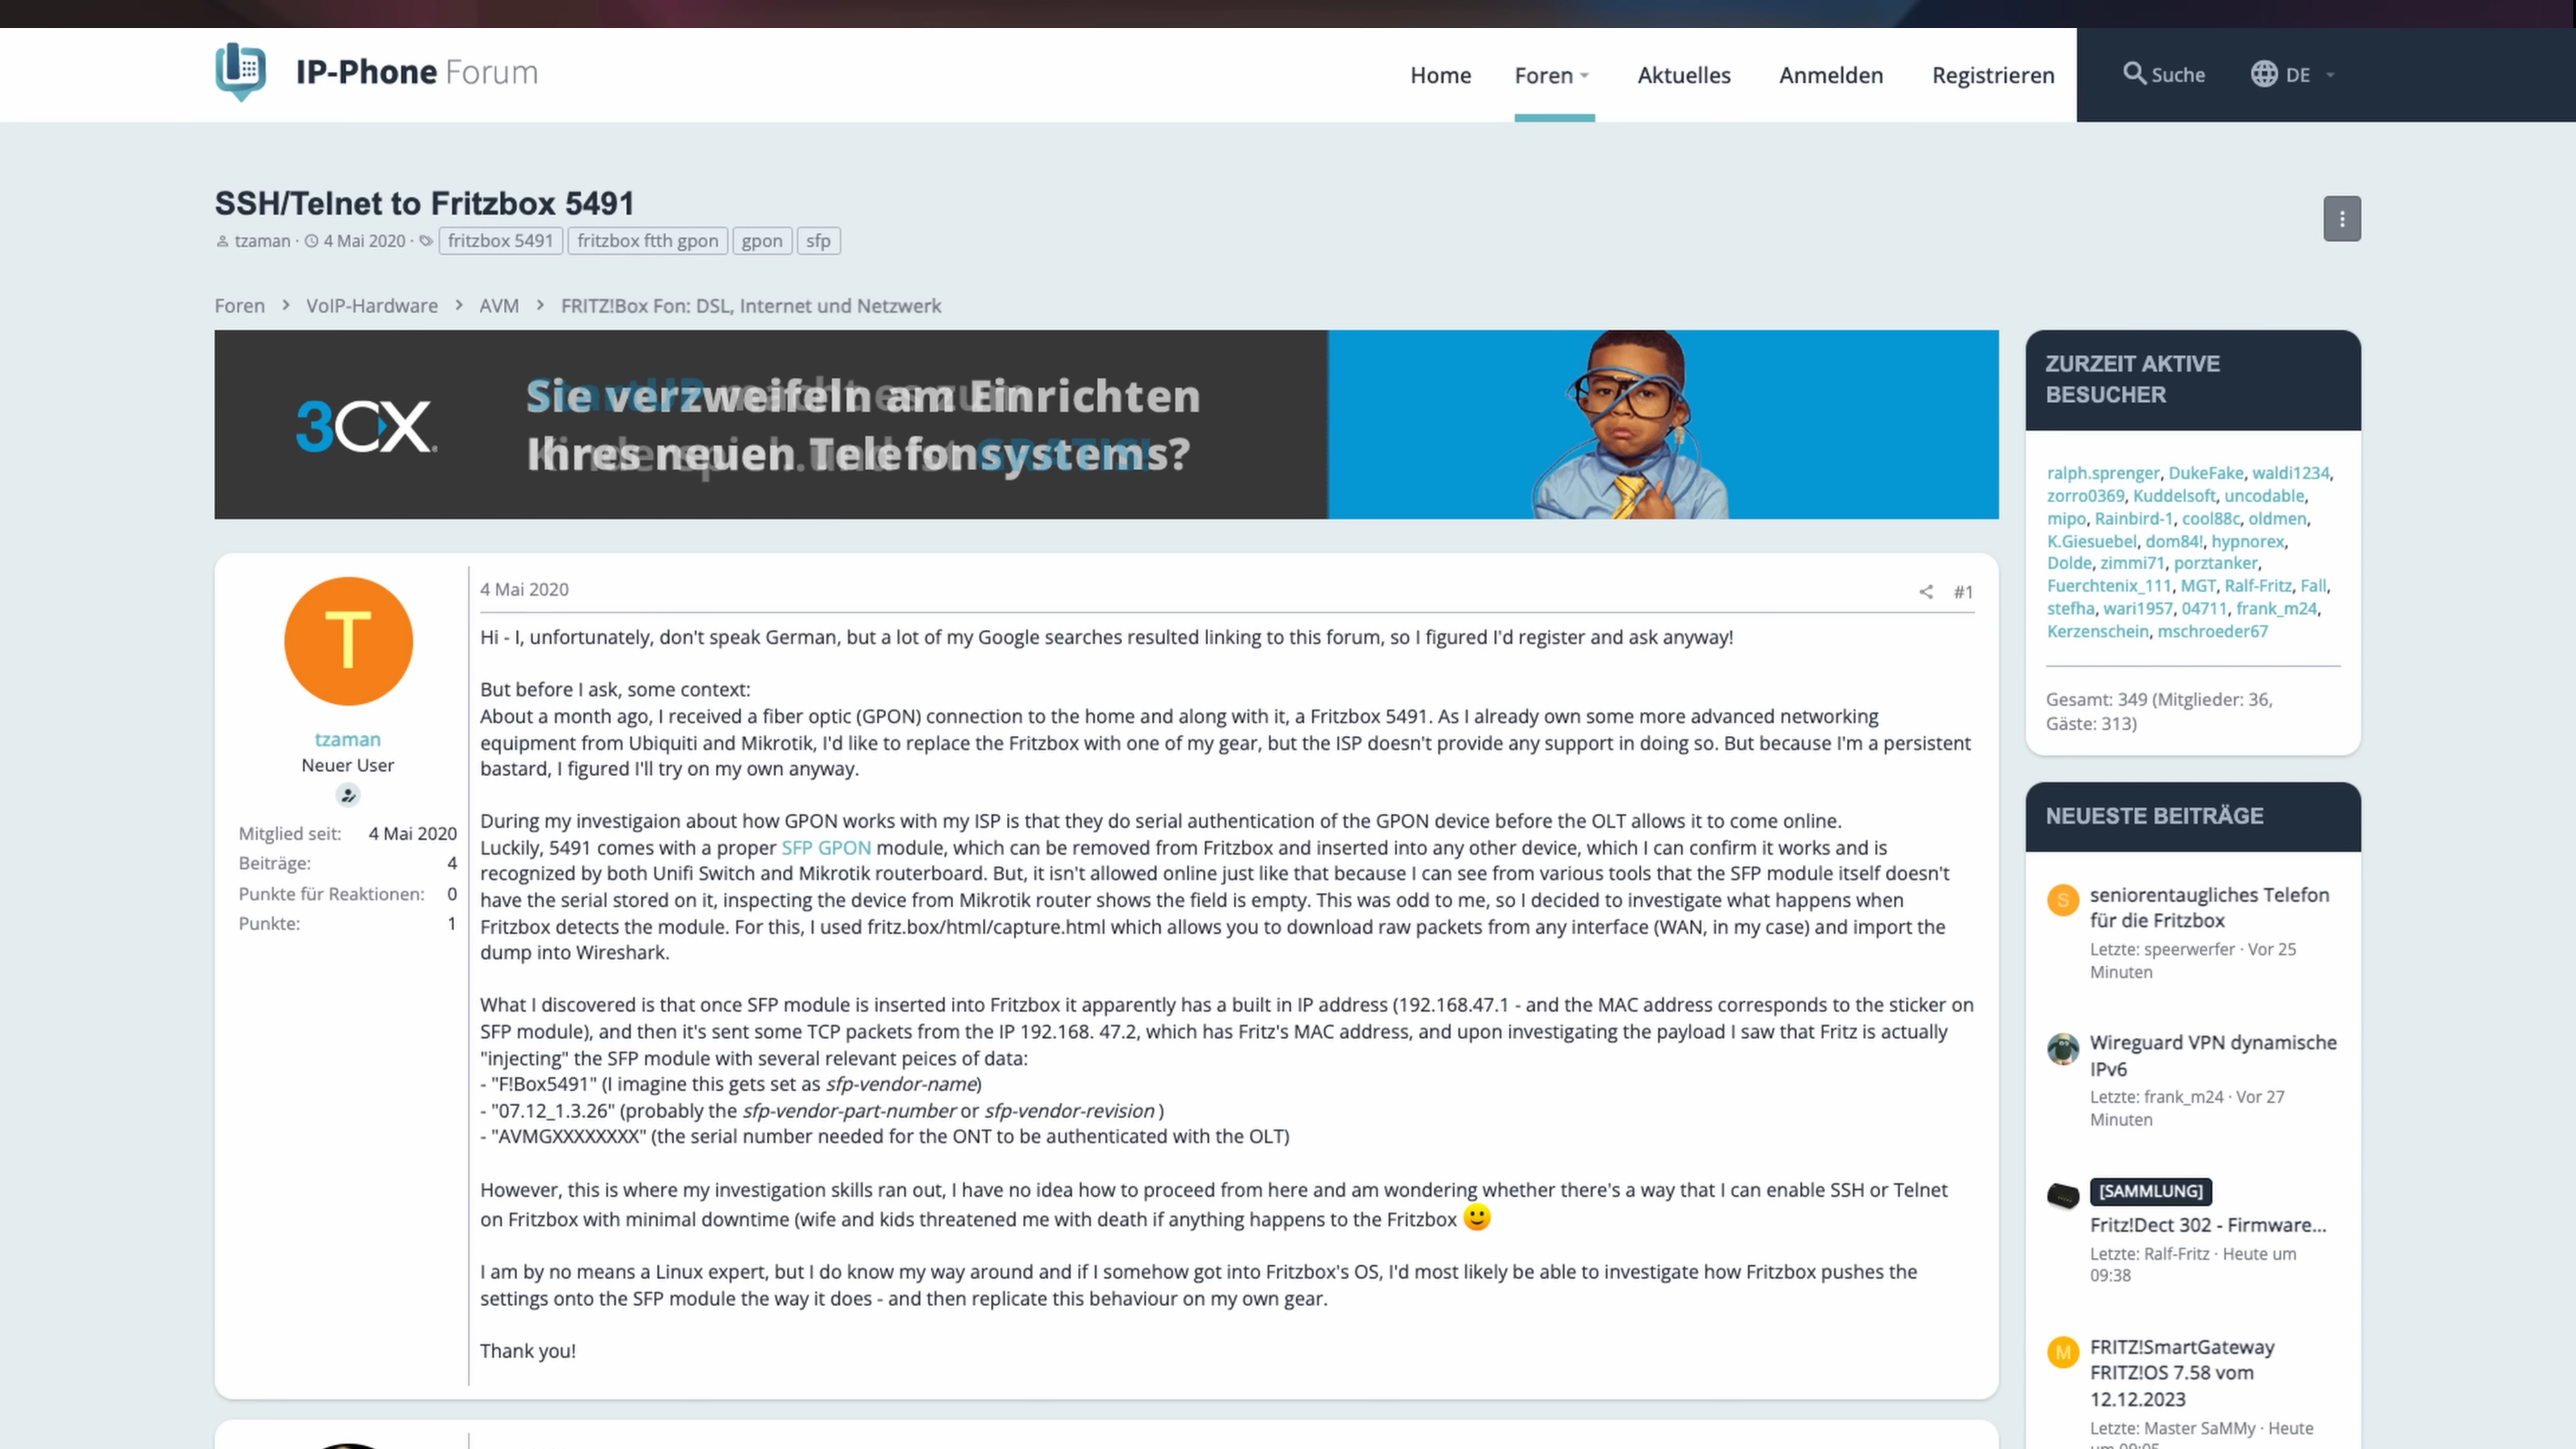 IP-Phone Forum
Home Foren Aktuelles Anmelden Registrieren Suche DE
SSH/Telnet to Fritzbox 5491
tzaman · 4 Mai 2020 · fritzbox 5491 fritzbox ftth gpon gpon sfp
Foren > VoIP-Hardware > AVM > FRITZ!Box Fon: DSL, Internet und Netzwerk
3CX
Sie verzweifeln am Einrichten
Ihres neuen Telefonsystems?
T
tzaman
Neuer User
Mitglied seit: 4 Mai 2020
Beiträge: 4
Punkte für Reaktionen: 0
Punkte: 1
4 Mai 2020 #1
Hi - I, unfortunately, don't speak German, but a lot of my Google searches resulted linking to this forum, so I figured I'd register and ask anyway!
But before I ask, some context:
About a month ago, I received a fiber optic (GPON) connection to the home and along with it, a Fritzbox 5491. As I already own some more advanced networking
equipment from Ubiquiti and Mikrotik, I'd like to replace the Fritzbox with one of my gear, but the ISP doesn't provide any support in doing so. But because I'm a persistent
bastard, I figured I'll try on my own anyway.
During my investigaion about how GPON works with my ISP is that they do serial authentication of the GPON device before the OLT allows it to come online.
Luckily, 5491 comes with a proper SFP GPON module, which can be removed from Fritzbox and inserted into any other device, which I can confirm it works and is
recognized by both Unifi Switch and Mikrotik routerboard. But, it isn't allowed online just like that because I can see from various tools that the SFP module itself doesn't
have the serial stored on it, inspecting the device from Mikrotik router shows the field is empty. This was odd to me, so I decided to investigate what happens when
Fritzbox detects the module. For this, I used fritz.box/html/capture.html which allows you to download raw packets from any interface (WAN, in my case) and import the
dump into Wireshark.
What I discovered is that once SFP module is inserted into Fritzbox it apparently has a built in IP address (192.168.47.1 - and the MAC address corresponds to the sticker on
SFP module), and then it's sent some TCP packets from the IP 192.168. 47.2, which has Fritz's MAC address, and upon investigating the payload I saw that Fritz is actually
"injecting" the SFP module with several relevant peices of data:
- "F!Box5491" (I imagine this gets set as sfp-vendor-name)
- "07.12_1.3.26" (probably the sfp-vendor-part-number or sfp-vendor-revision )
- "AVMGXXXXXXXX" (the serial number needed for the ONT to be authenticated with the OLT)
However, this is where my investigation skills ran out, I have no idea how to proceed from here and am wondering whether there's a way that I can enable SSH or Telnet
on Fritzbox with minimal downtime (wife and kids threatened me with death if anything happens to the Fritzbox 🙂
I am by no means a Linux expert, but I do know my way around and if I somehow got into Fritzbox's OS, I'd most likely be able to investigate how Fritzbox pushes the
settings onto the SFP module the way it does - and then replicate this behaviour on my own gear.
Thank you!
ZURZEIT AKTIVE
BESUCHER
ralph.sprenger, DukeFake, waldi1234,
zorro0369, Kuddelsoft, uncodable,
mipo, Rainbird-1, cool88c, oldmen,
K.Giesuebel, dom84!, hypnorex,
Dolde, zimmi71, porztanker,
Fuerchtenix_111, MGT, Ralf-Fritz, Fall,
stefha, wari1957, 04711, frank_m24,
Kerzenschein, mschroeder67
Gesamt: 349 (Mitglieder: 36,
Gäste: 313)
NEUESTE BEITRÄGE
S
seniorentaugliches Telefon
für die Fritzbox
Letzte: speerwerfer · Vor 25
Minuten
Wireguard VPN dynamische
IPv6
Letzte: frank_m24 · Vor 27
Minuten
[SAMMLUNG]
Fritz!Dect 302 - Firmware...
Letzte: Ralf-Fritz · Heute um
09:38
M
FRITZ!SmartGateway
FRITZ!OS 7.58 vom
12.12.2023
Letzte: Master SaMMy · Heute